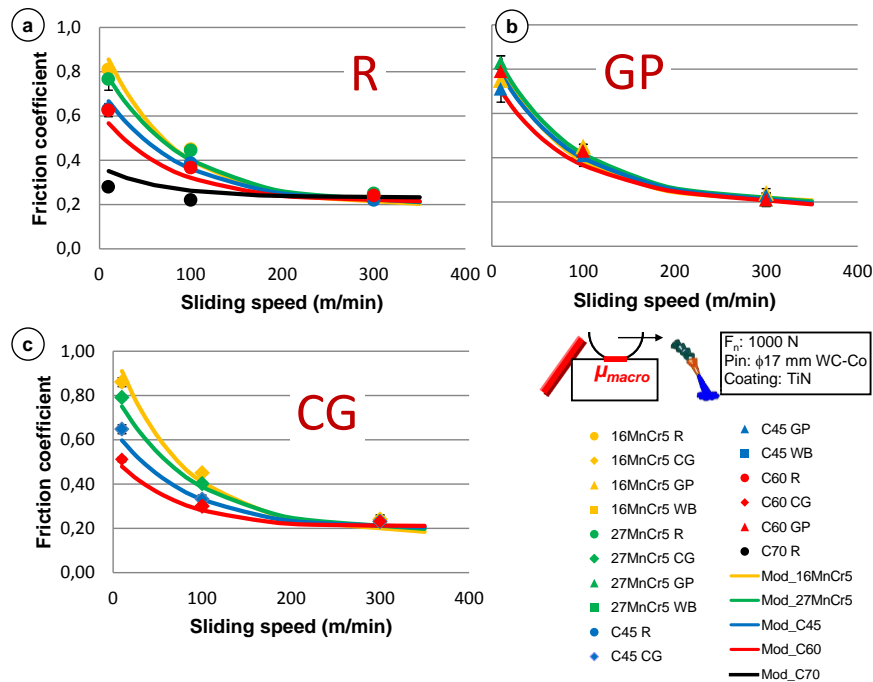 a
1,0
0,8
0,6
0,4
0,2
0,0
Friction coefficient
R
0 100 200 300 400
Sliding speed (m/min)
b
GP
0 100 200 300 400
Sliding speed (m/min)
c
1,00
0,80
0,60
0,40
0,20
0,00
Friction coefficient
CG
0 100 200 300 400
Sliding speed (m/min)
μmacro
Fn: 1000 N
Pin: ϕ17 mm WC-Co
Coating: TiN
16MnCr5 R
16MnCr5 CG
16MnCr5 GP
16MnCr5 WB
27MnCr5 R
27MnCr5 CG
27MnCr5 GP
27MnCr5 WB
C45 R
C45 CG
C45 GP
C45 WB
C60 R
C60 CG
C60 GP
C70 R
Mod_16MnCr5
Mod_27MnCr5
Mod_C45
Mod_C60
Mod_C70